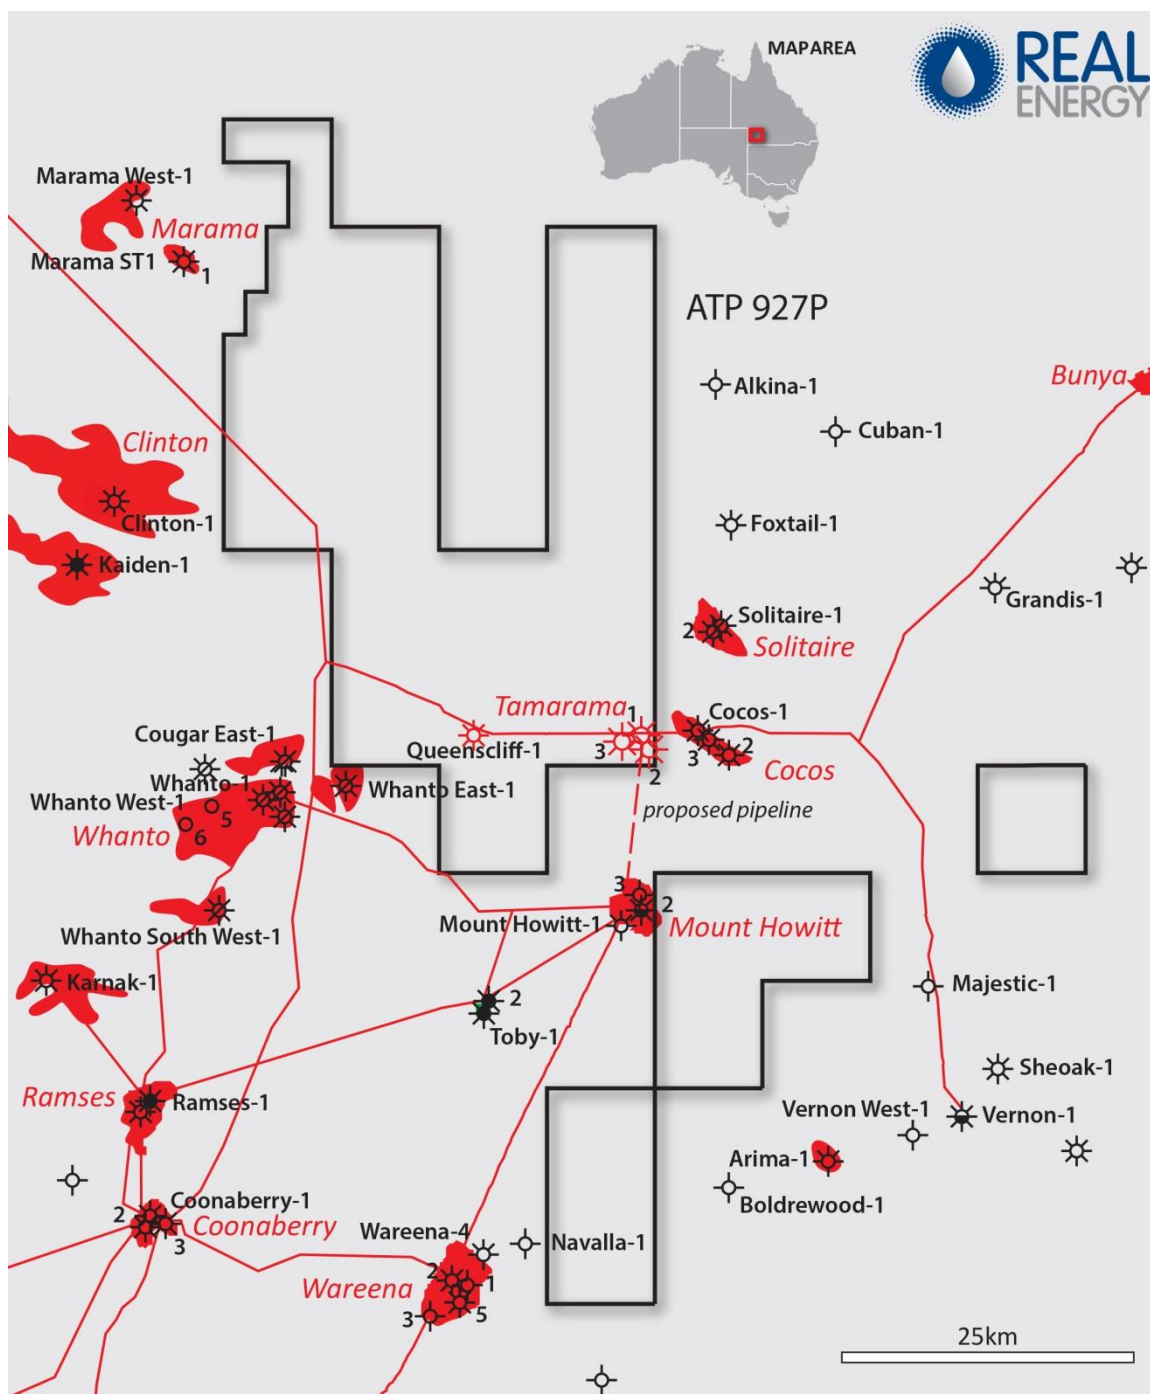 MAPAREA
REAL
ENERGY
Marama West-1
Marama
Marama ST1
1
ATP 927P
Alkina-1
Bunya
Cuban-1
Clinton
Clinton-1
Foxtail-1
Kaiden-1
Grandis-1
Solitaire-1
2
Solitaire
Tamarama
1
Cocos-1
Cougar East-1
Queenscliff-1
3
2
3
2
Cocos
Whanto-1
Whanto East-1
Whanto West-1
5
Whanto
6
proposed pipeline
3
2
Mount Howitt-1
Mount Howitt
Whanto South West-1
Karnak-1
Majestic-1
2
Toby-1
Sheoak-1
Ramses
Ramses-1
Vernon West-1
Vernon-1
Arima-1
Boldrewood-1
Coonaberry-1
2
Coonaberry
3
Wareena-4
Navalla-1
2
Wareena
1
3
5
25km